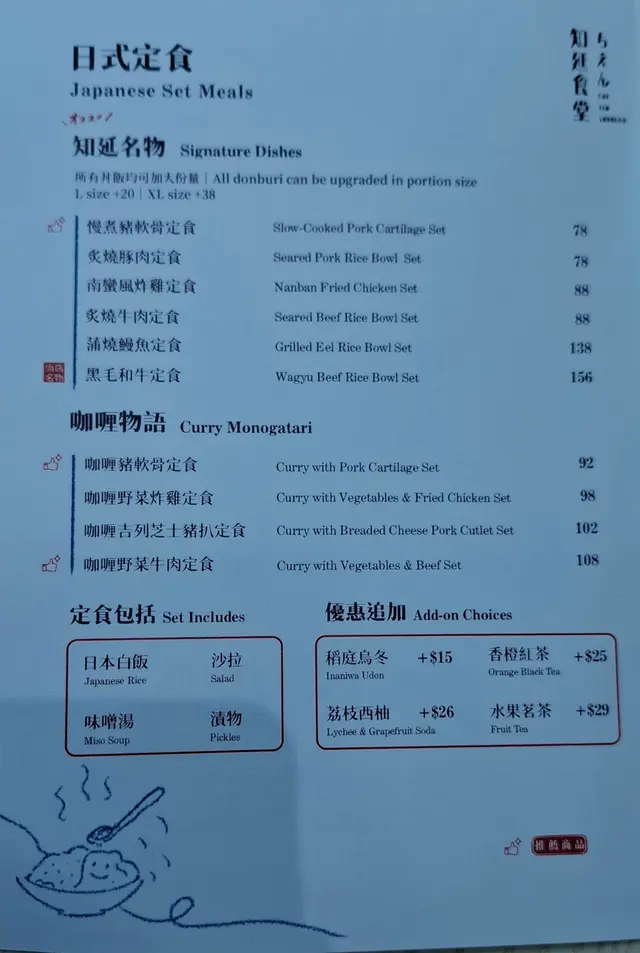 日式定食
Japanese Set Meals
知延食堂
ちえん
オススメ!
知延名物 Signature Dishes
所有丼飯均可加大份量 | All donburi can be upgraded in portion size
L size +20 | XL size +38
慢煮豬軟骨定食 Slow-Cooked Pork Cartilage Set 78
炙燒豚肉定食 Seared Pork Rice Bowl Set 78
南蠻風炸雞定食 Nanban Fried Chicken Set 88
炙燒牛肉定食 Seared Beef Rice Bowl Set 88
蒲燒鰻魚定食 Grilled Eel Rice Bowl Set 138
當店名物 黑毛和牛定食 Wagyu Beef Rice Bowl Set 156
咖喱物語 Curry Monogatari
咖喱豬軟骨定食 Curry with Pork Cartilage Set 92
咖喱野菜炸雞定食 Curry with Vegetables & Fried Chicken Set 98
咖喱吉列芝士豬扒定食 Curry with Breaded Cheese Pork Cutlet Set 102
咖喱野菜牛肉定食 Curry with Vegetables & Beef Set 108
定食包括 Set Includes
日本白飯 沙拉
Japanese Rice Salad
味噌湯 漬物
Miso Soup Pickles
優惠追加 Add-on Choices
稻庭烏冬 +$15 香橙紅茶 +$25
Inaniwa Udon Orange Black Tea
荔枝西柚 +$26 水果茗茶 +$29
Lychee & Grapefruit Soda Fruit Tea
推薦商品